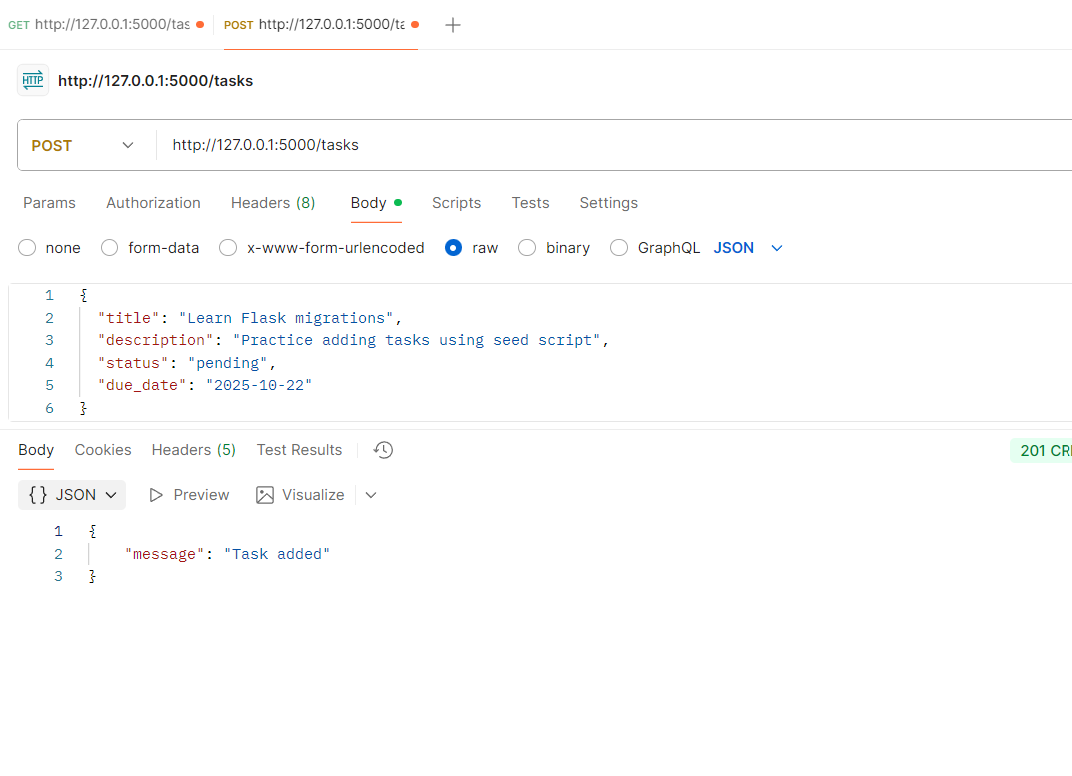 GET http://127.0.0.1:5000/tas POST http://127.0.0.1:5000/ta
HTTP http://127.0.0.1:5000/tasks
POST http://127.0.0.1:5000/tasks
Params Authorization Headers (8) Body Scripts Tests Settings
none form-data x-www-form-urlencoded raw binary GraphQL JSON
1 {
2 "title": "Learn Flask migrations",
3 "description": "Practice adding tasks using seed script",
4 "status": "pending",
5 "due_date": "2025-10-22"
6 }
Body Cookies Headers (5) Test Results 201 CR
{} JSON Preview Visualize
1 {
2 "message": "Task added"
3 }